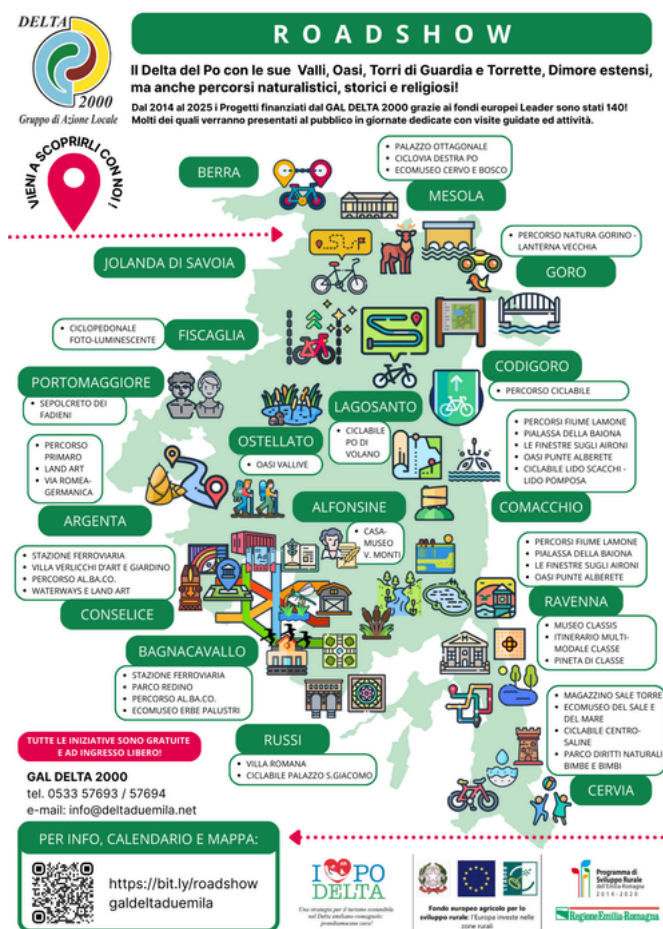 DELTA
2000
Gruppo di Azione Locale
ROADSHOW
Il Delta del Po con le sue Valli, Oasi, Torri di Guardia e Torrette, Dimore estensi,
ma anche percorsi naturalistici, storici e religiosi!
Dal 2014 al 2025 i Progetti finanziati dal GAL DELTA 2000 grazie ai fondi europei Leader sono stati 140!
Molti dei quali verranno presentati al pubblico in giornate dedicate con visite guidate ed attività.
VIENI A SCOPRIRLI CON NOI!
BERRA
• PALAZZO OTTAGONALE
• CICLOVIA DESTRA PO
• ECOMUSEO CERVO E BOSCO
MESOLA
JOLANDA DI SAVOIA
• PERCORSO NATURA GORINO -
LANTERNA VECCHIA
GORO
• CICLOPEDONALE
FOTO-LUMINESCENTE
FISCAGLIA
PORTOMAGGIORE
• SEPOLCRETO DEI
FADIENI
CODIGORO
• PERCORSO CICLABILE
LAGOSANTO
• CICLABILE
PO DI
VOLANO
OSTELLATO
• OASI VALLIVE
• PERCORSO
PRIMARO
• LAND ART
• VIA ROMEA-
GERMANICA
ARGENTA
• PERCORSI FIUME LAMONE
• PIALASSA DELLA BAIONA
• LE FINESTRE SUGLI AIRONI
• OASI PUNTE ALBERETE
• CICLABILE LIDO SCACCHI -
LIDO POMPOSA
COMACCHIO
ALFONSINE
• CASA-
MUSEO
V. MONTI
• STAZIONE FERROVIARIA
• VILLA VERLICCHI D'ART E GIARDINO
• PERCORSO AL.BA.CO.
• WATERWAYS E LAND ART
CONSELICE
• PERCORSI FIUME LAMONE
• PIALASSA DELLA BAIONA
• LE FINESTRE SUGLI AIRONI
• OASI PUNTE ALBERETE
RAVENNA
• MUSEO CLASSIS
• ITINERARIO MULTI-
MODALE CLASSE
• PINETA DI CLASSE
BAGNACAVALLO
• STAZIONE FERROVIARIA
• PARCO REDINO
• PERCORSO AL.BA.CO.
• ECOMUSEO ERBE PALUSTRI
Ad
RUSSI
• VILLA ROMANA
• CICLABILE PALAZZO S.GIACOMO
• MAGAZZINO SALE TORRE
• ECOMUSEO DEL SALE E
DEL MARE
• CICLABILE CENTRO-
SALINE
• PARCO DIRITTI NATURALI
BIMBE E BIMBI
CERVIA
TUTTE LE INIZIATIVE SONO GRATUITE
E AD INGRESSO LIBERO!
GAL DELTA 2000
tel. 0533 57693 / 57694
e-mail: info@deltaduemila.net
PER INFO, CALENDARIO E MAPPA:
https://bit.ly/roadshow
galdeltaduemila
I PO
DELTA
Una strategia per il turismo sostenibile
nel Delta emiliano-romagnolo:
Fondo europeo agricolo per lo
sviluppo rurale: l'Europa investe nelle
zone rurali
Programma di
Sviluppo Rurale
dell'Emilia-Romagna
2014-2020
RegioneEmilia-Romagna